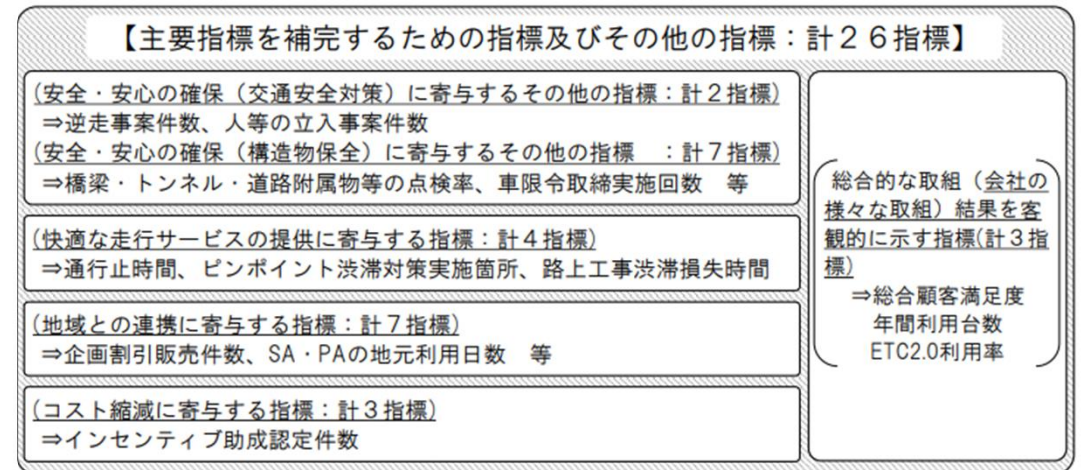 【主要指標を補完するための指標及びその他の指標：計２６指標】
(安全・安心の確保（交通安全対策）に寄与するその他の指標：計２指標)
⇒逆走事案件数、人等の立入事案件数
(安全・安心の確保（構造物保全）に寄与するその他の指標　：計７指標)
⇒橋梁・トンネル・道路附属物等の点検率、車限令取締実施回数　等
(快適な走行サービスの提供に寄与する指標：計４指標)
⇒通行止時間、ピンポイント渋滞対策実施箇所、路上工事渋滞損失時間
(地域との連携に寄与する指標：計７指標)
⇒企画割引販売件数、SA・PAの地元利用日数　等
(コスト縮減に寄与する指標：計３指標)
⇒インセンティブ助成認定件数
総合的な取組（会社の
様々な取組）結果を客
観的に示す指標(計３指
標)
⇒総合顧客満足度
年間利用台数
ETC2.0利用率